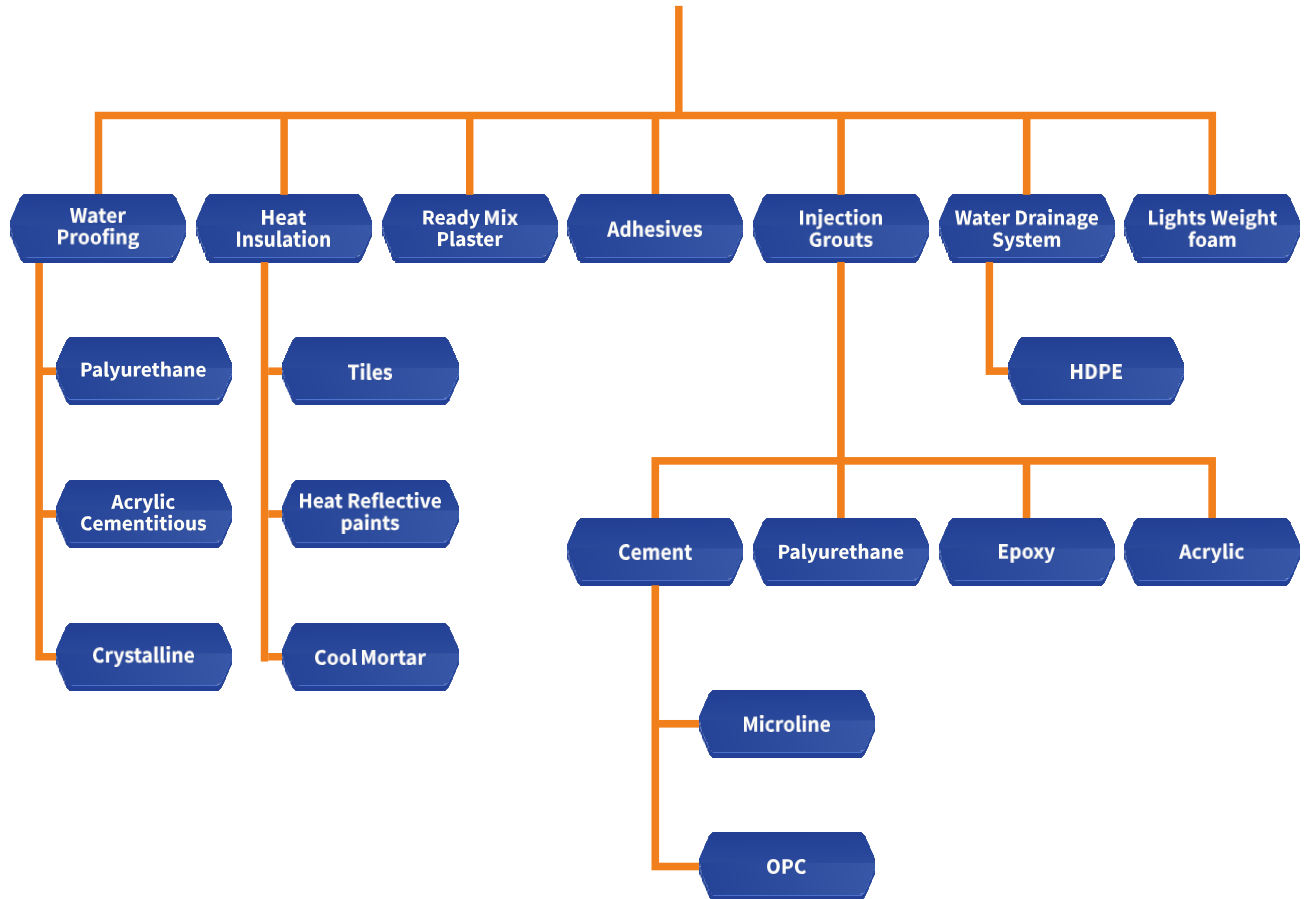 Water
Proofing
Heat
Insulation
Ready Mix
Plaster
Adhesives
Injection
Grouts
Water Drainage
System
Lights Weight
foam
Palyurethane
Tiles
HDPE
Acrylic
Cementitious
Heat Reflective
paints
Cement
Palyurethane
Epoxy
Acrylic
Crystalline
Cool Mortar
Microline
OPC